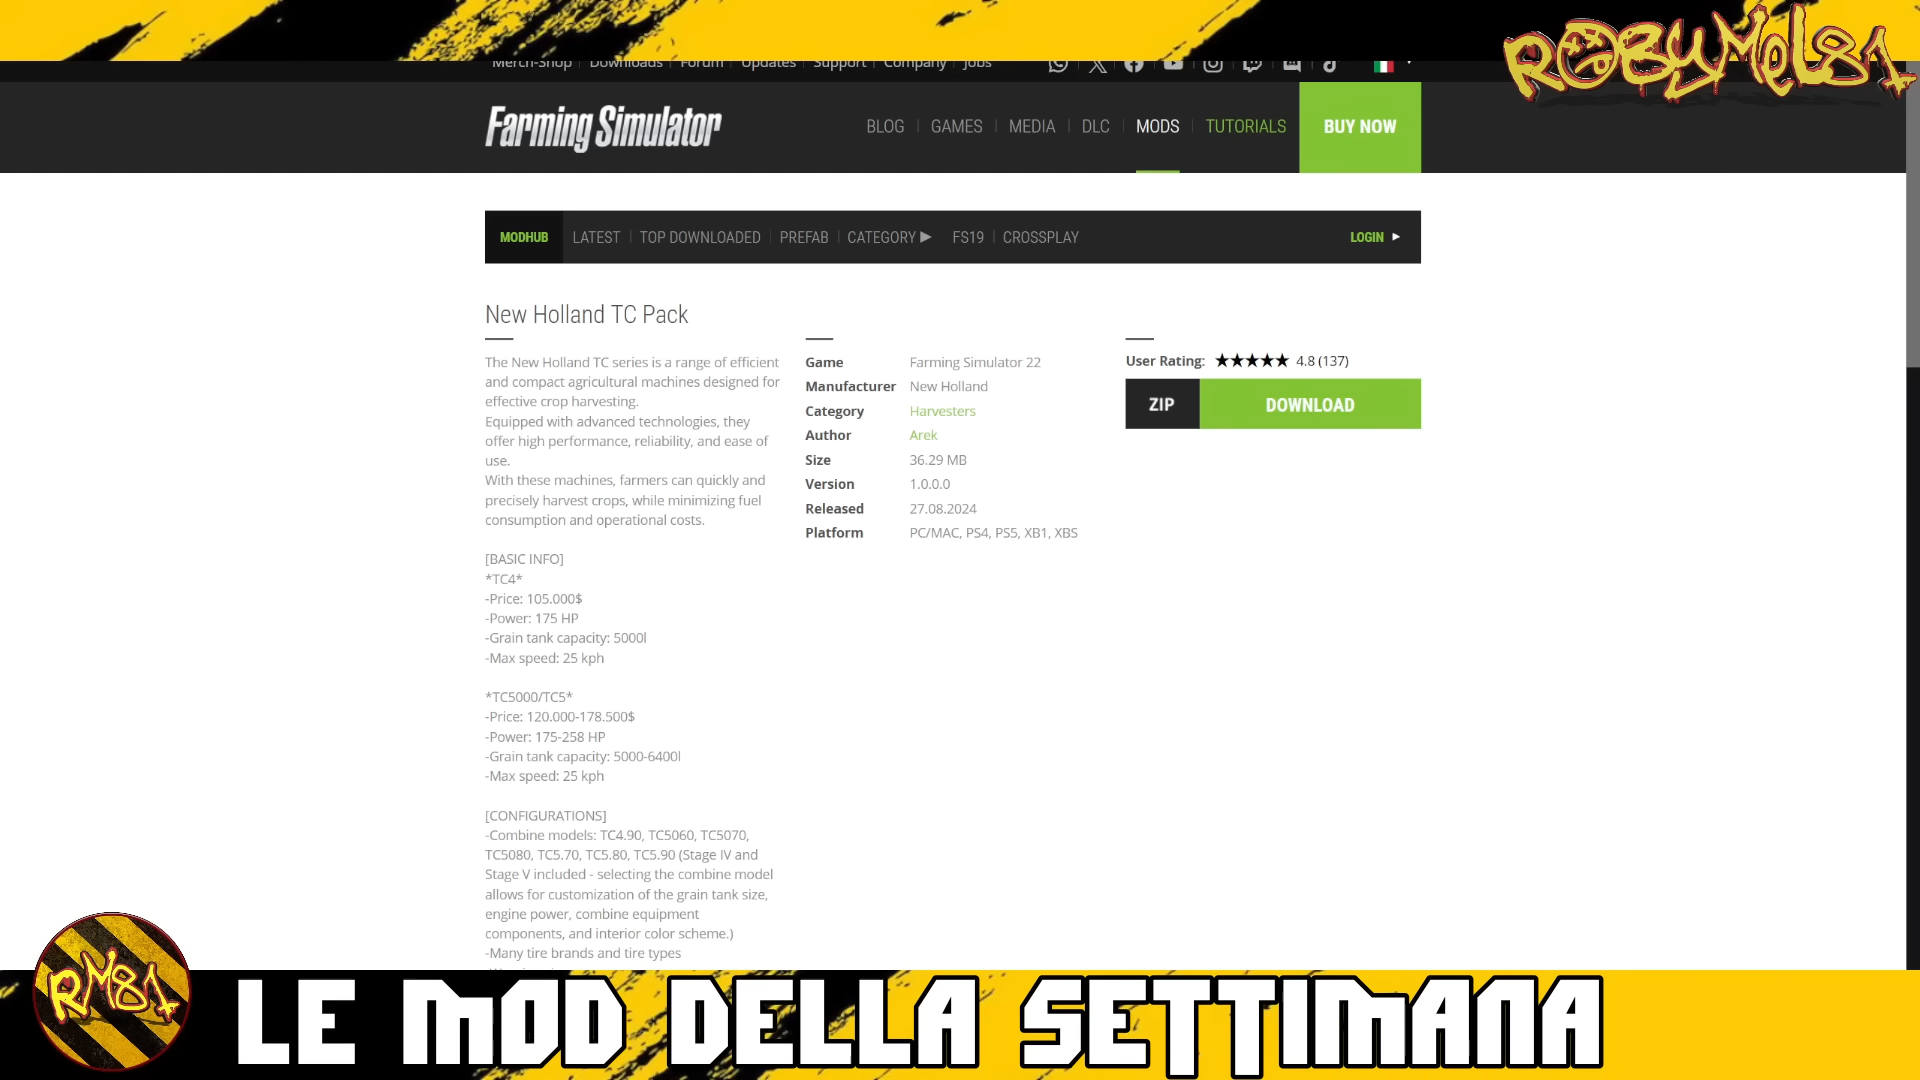 RobyMel81
Merch-Shop Downloads Forum Updates Support Company Jobs
Farming Simulator
BLOG GAMES MEDIA DLC MODS TUTORIALS BUY NOW
MODHUB LATEST TOP DOWNLOADED PREFAB CATEGORY FS19 CROSSPLAY LOGIN
New Holland TC Pack
The New Holland TC series is a range of efficient
and compact agricultural machines designed for
effective crop harvesting.
Equipped with advanced technologies, they
offer high performance, reliability, and ease of
use.
With these machines, farmers can quickly and
precisely harvest crops, while minimizing fuel
consumption and operational costs.
[BASIC INFO]
*TC4*
-Price: 105.000$
-Power: 175 HP
-Grain tank capacity: 5000l
-Max speed: 25 kph
*TC5000/TC5*
-Price: 120.000-178.500$
-Power: 175-258 HP
-Grain tank capacity: 5000-6400l
-Max speed: 25 kph
[CONFIGURATIONS]
-Combine models: TC4.90, TC5060, TC5070,
TC5080, TC5.70, TC5.80, TC5.90 (Stage IV and
Stage V included - selecting the combine model
allows for customization of the grain tank size,
engine power, combine equipment
components, and interior color scheme.)
-Many tire brands and tire types
Game Farming Simulator 22
Manufacturer New Holland
Category Harvesters
Author Arek
Size 36.29 MB
Version 1.0.0.0
Released 27.08.2024
Platform PC/MAC, PS4, PS5, XB1, XBS
User Rating: 4.8 (137)
ZIP DOWNLOAD
RM81
LE MOD DELLA SETTIMANA